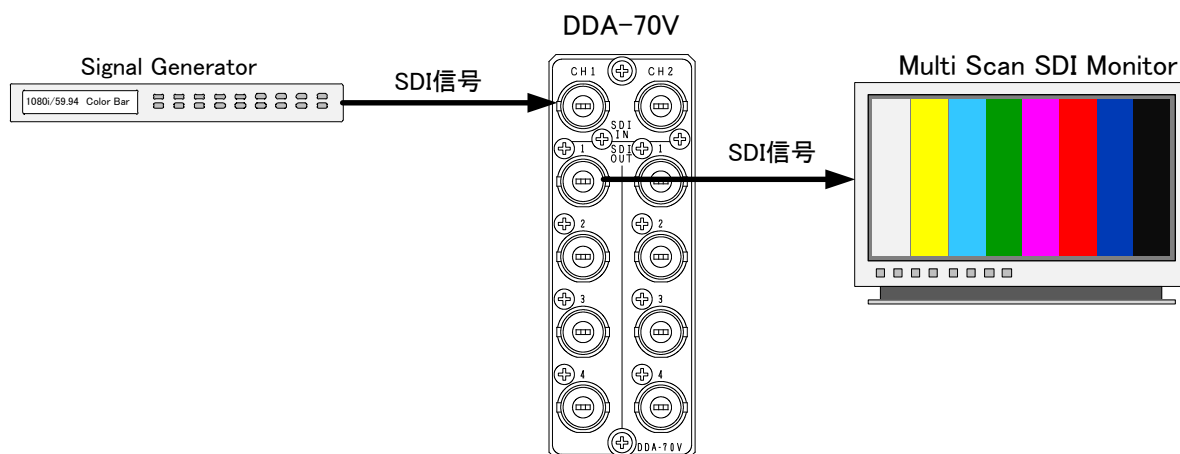 DDA-70V
Signal Generator
1080i/59.94 Color Bar
SDI信号
CH1
CH2
SDI
IN
SDI
OUT
1
1
2
2
3
3
4
4
DDA-70V
SDI信号
Multi Scan SDI Monitor